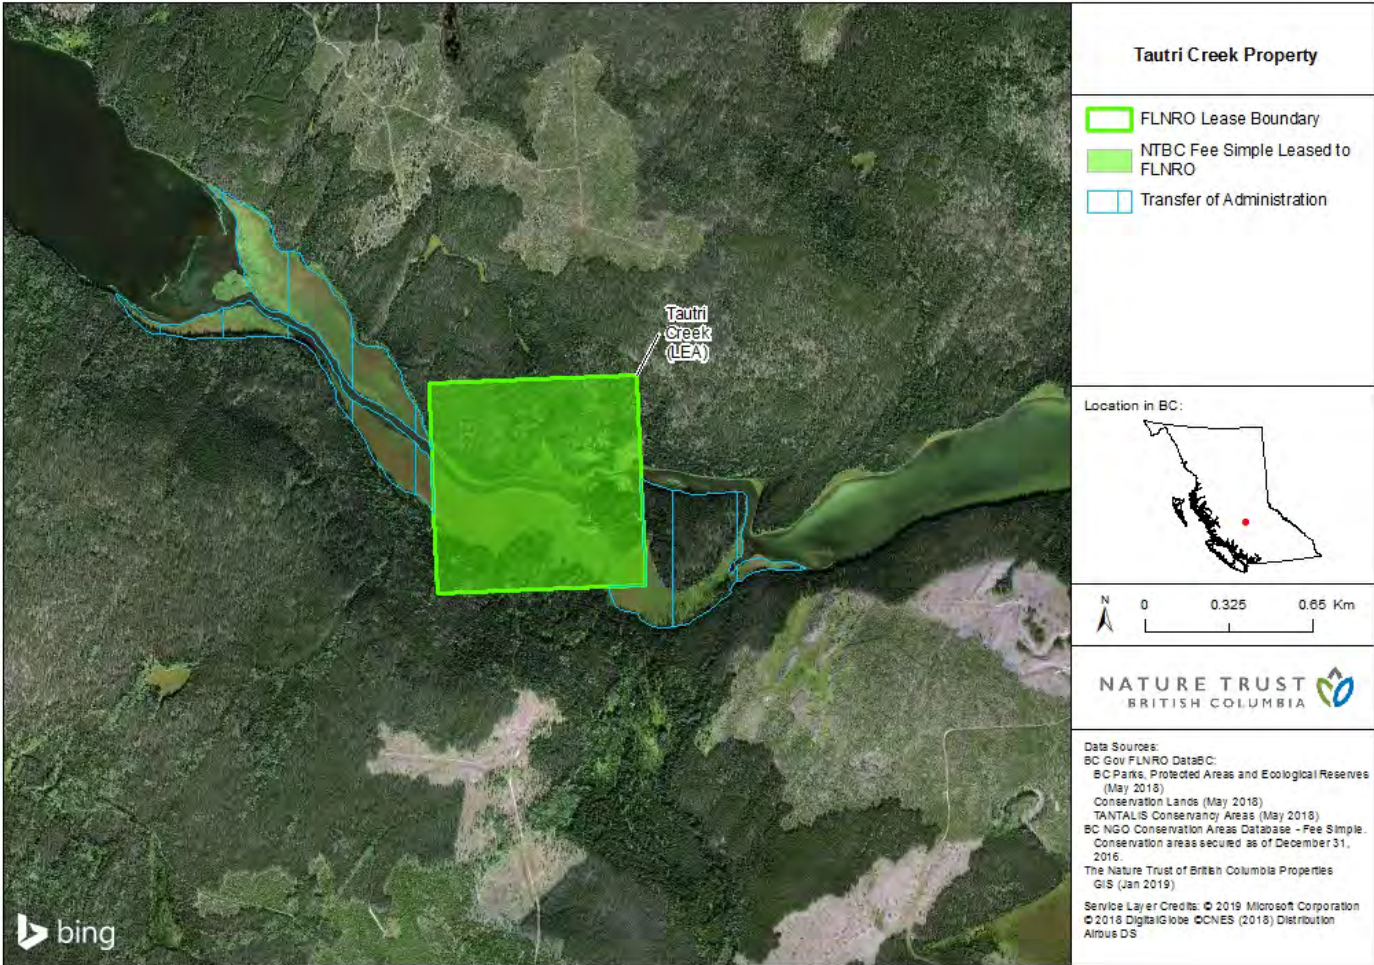 Tautri Creek Property
FLNRO Lease Boundary
NTBC Fee Simple Leased to
FLNRO
Transfer of Administration
Tautri
Creek
(LEA)
Location in BC:
N
0 0.325 0.65 Km
NATURE TRUST
BRITISH COLUMBIA
Data Sources:
BC Gov FLNRO DataBC:
BC Parks, Protected Areas and Ecological Reserves
(May 2018)
Conservation Lands (May 2018)
TANTALIS Conservancy Areas (May 2018)
BC NGO Conservation Areas Database - Fee Simple.
Conservation areas secured as of December 31,
2016.
The Nature Trust of British Columbia Properties
GIS (Jan 2019)
Service Layer Credits: © 2019 Microsoft Corporation
© 2018 DigitalGlobe ©CNES (2018) Distribution
Airbus DS
bing